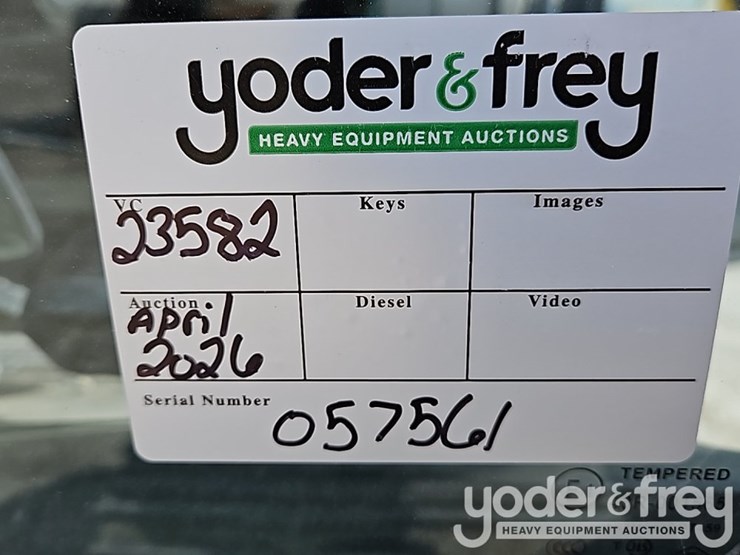 yoder & frey
HEAVY EQUIPMENT AUCTIONS
VC Keys Images
23582
Auction Diesel Video
April
2026
Serial Number
057561
TEMPERED
yoder & frey
HEAVY EQUIPMENT AUCTIONS